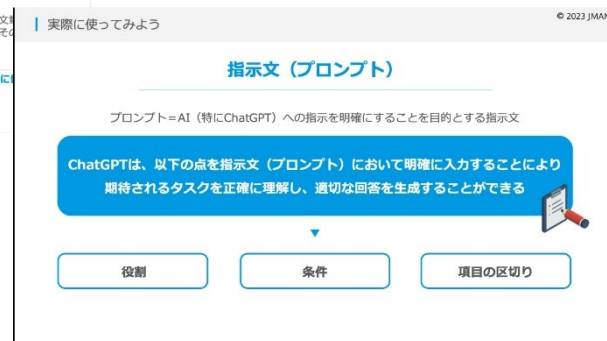 実際に使ってみよう
© 2023 JMAM
指示文（プロンプト）
プロンプト＝AI（特にChatGPT）への指示を明確にすることを目的とする指示文
ChatGPTは、以下の点を指示文（プロンプト）において明確に入力することにより
期待されるタスクを正確に理解し、適切な回答を生成することができる
▼
役割
条件
項目の区切り